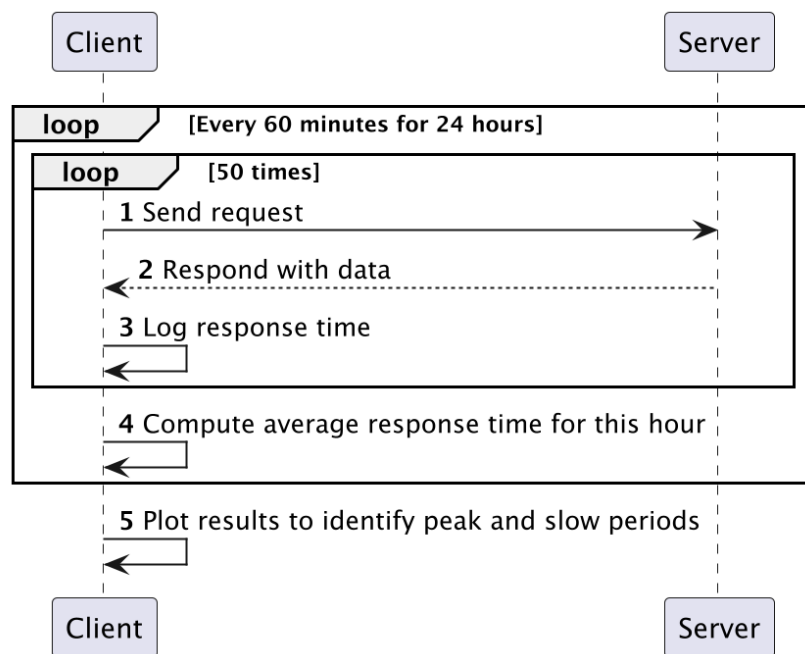 Client Server
loop [Every 60 minutes for 24 hours]
loop [50 times]
1 Send request
2 Respond with data
3 Log response time
4 Compute average response time for this hour
5 Plot results to identify peak and slow periods
Client Server